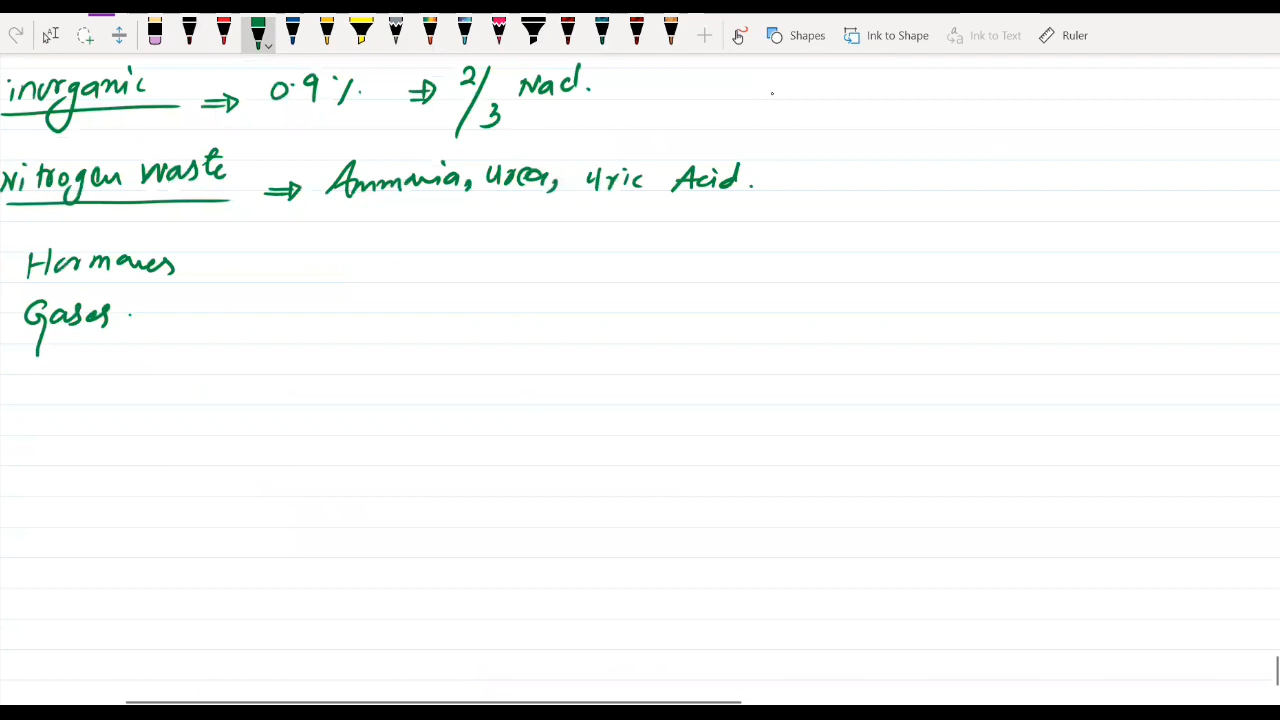 Shapes Ink to Shape Ink to Text Ruler
inorganic ⇒ 0.9 % ⇒ 2/3 Nacl.
Nitrogen waste ⇒ Ammonia, urea, uric Acid.
Hormones
Gases